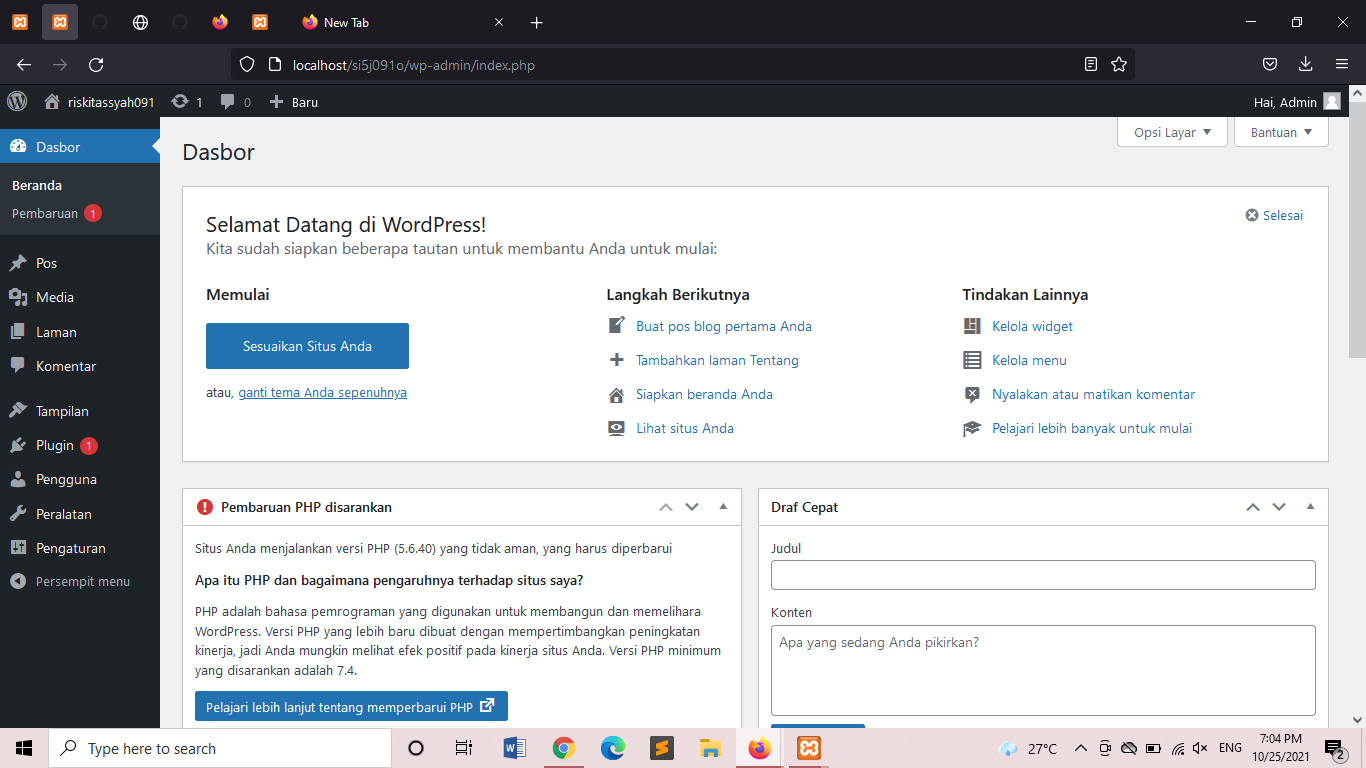 New Tab
localhost/si5j091o/wp-admin/index.php
riskitassyah091 1 0 Baru
Hai, Admin
Dasbor
Beranda
Pembaruan 1
Pos
Media
Laman
Komentar
Tampilan
Plugin 1
Pengguna
Peralatan
Pengaturan
Persempit menu
Opsi Layar
Bantuan
Dasbor
Selamat Datang di WordPress!
Selesai
Kita sudah siapkan beberapa tautan untuk membantu Anda untuk mulai:
Memulai
Sesuaikan Situs Anda
atau, ganti tema Anda sepenuhnya
Langkah Berikutnya
Buat pos blog pertama Anda
Tambahkan laman Tentang
Siapkan beranda Anda
Lihat situs Anda
Tindakan Lainnya
Kelola widget
Kelola menu
Nyalakan atau matikan komentar
Pelajari lebih banyak untuk mulai
Pembaruan PHP disarankan
Situs Anda menjalankan versi PHP (5.6.40) yang tidak aman, yang harus diperbarui
Apa itu PHP dan bagaimana pengaruhnya terhadap situs saya?
PHP adalah bahasa pemrograman yang digunakan untuk membangun dan memelihara
WordPress. Versi PHP yang lebih baru dibuat dengan mempertimbangkan peningkatan
kinerja, jadi Anda mungkin melihat efek positif pada kinerja situs Anda. Versi PHP minimum
yang disarankan adalah 7.4.
Pelajari lebih lanjut tentang memperbarui PHP
Draf Cepat
Judul
Konten
Apa yang sedang Anda pikirkan?
Type here to search
27°C
ENG
7:04 PM
10/25/2021
2